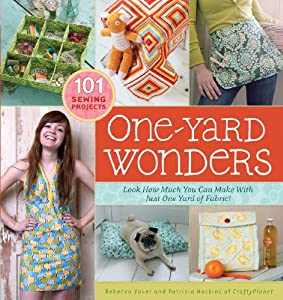 101
SEWING
PROJECTS
ONE-YARD
WONDERS
Look How Much You Can Make With
Just One Yard of Fabric!
Rebecca Yaker and Patricia Hoskins of CraftyPlanet